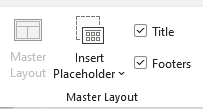 Master
Layout
Insert
Placeholder
Title
Footers
Master Layout